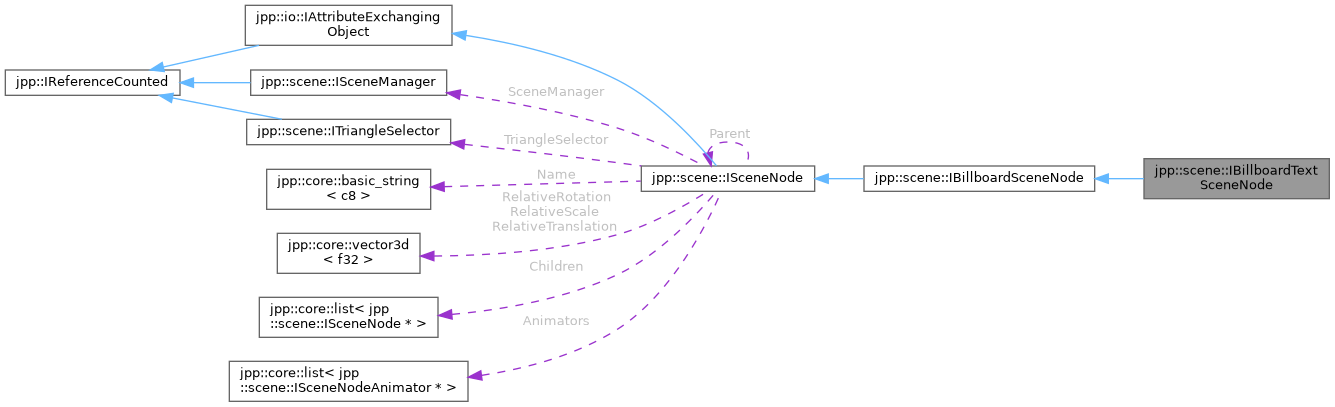 jpp::io::IAttributeExchanging
Object
jpp::IReferenceCounted
jpp::scene::ISceneManager
SceneManager
jpp::scene::ITriangleSelector
TriangleSelector
Parent
jpp::core::basic_string
< c8 >
Name
jpp::scene::ISceneNode
jpp::scene::IBillboardSceneNode
jpp::scene::IBillboardText
SceneNode
RelativeRotation
RelativeScale
RelativeTranslation
jpp::core::vector3d
< f32 >
Children
jpp::core::list< jpp
::scene::ISceneNode * >
Animators
jpp::core::list< jpp
::scene::ISceneNodeAnimator * >